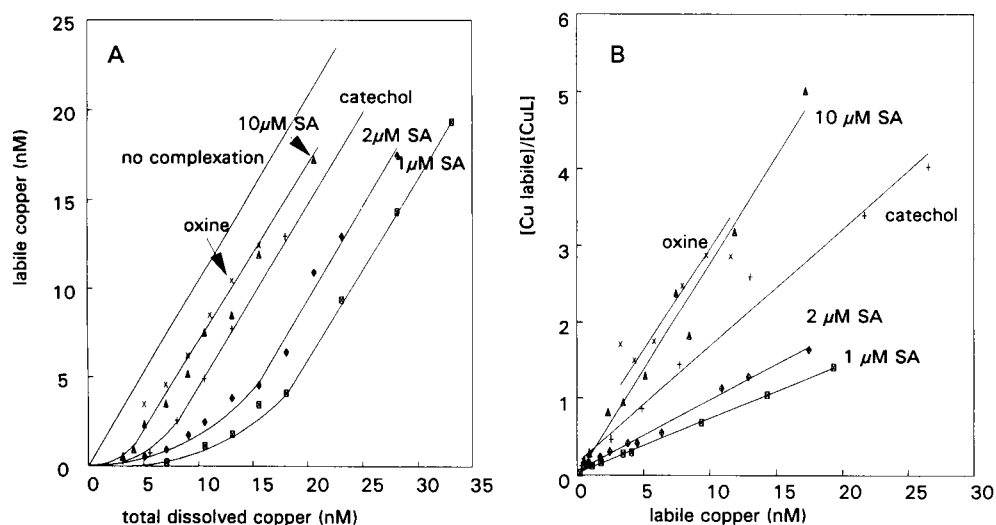 A
25
20
15
10
5
0
labile copper (nM)
no complexation
10µM SA
catechol
2µM SA
1µM SA
oxine
0 5 10 15 20 25 30 35
total dissolved copper (nM)
B
6
5
4
3
2
1
0
[Cu labile]/[CuL]
10 µM SA
oxine
catechol
2 µM SA
1 µM SA
0 5 10 15 20 25 30
labile copper (nM)